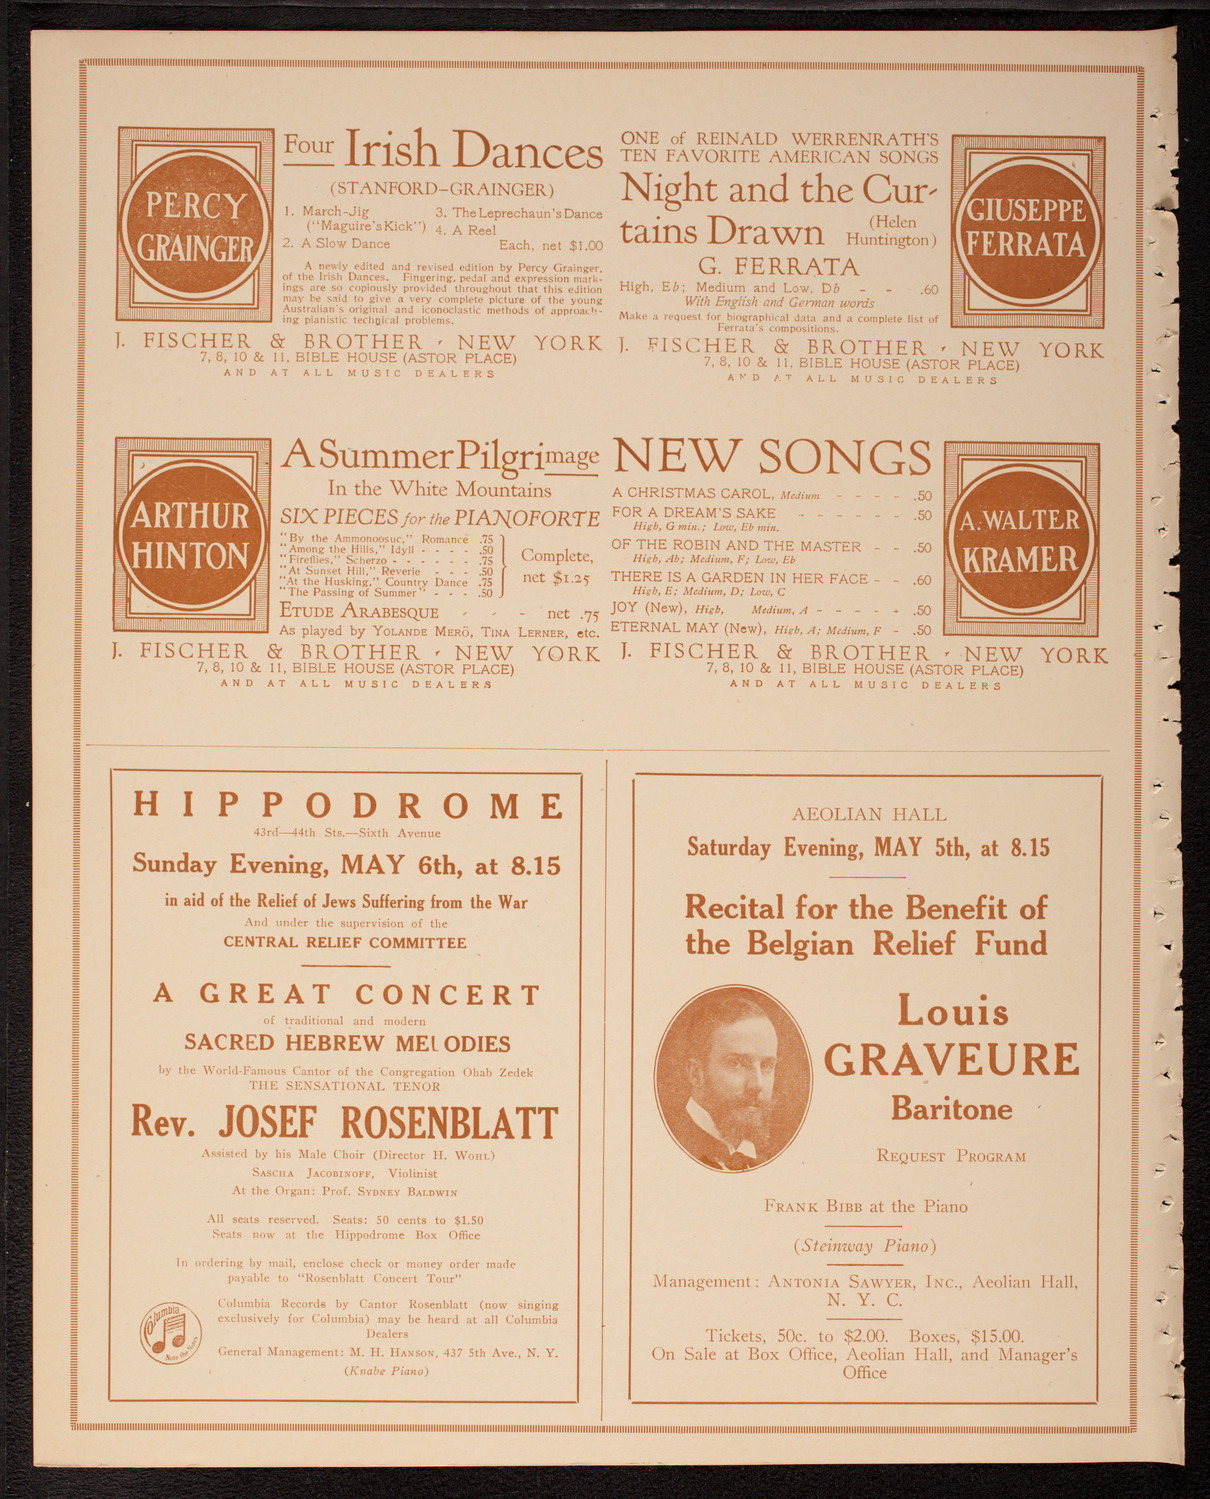 PERCY
GRAINGER
Four Irish Dances
(STANFORD-GRAINGER)
1. March-Jig
("Maguire's Kick")
2. A Slow Dance
3. The Leprechaun's Dance
4. A Reel
Each, net $1.00
A newly edited and revised edition by Percy Grainger,
of the Irish Dances. Fingering, pedal and expression mark-
ings are so copiously provided throughout that this edition
may be said to give a very complete picture of the young
Australian's original and iconoclastic methods of approach-
ing pianistic technical problems.
J. FISCHER & BROTHER - NEW YORK
7, 8, 10 & 11, BIBLE HOUSE (ASTOR PLACE)
AND AT ALL MUSIC DEALERS
ONE of REINALD WERRENRATH'S
TEN FAVORITE AMERICAN SONGS
Night and the Cur-
tains Drawn (Helen
Huntington)
G. FERRATA
High, Eb; Medium and Low, Db - - .60
With English and German words
Make a request for biographical data and a complete list of
Ferrata's compositions.
GIUSEPPE
FERRATA
J. FISCHER & BROTHER - NEW YORK
7, 8, 10 & 11, BIBLE HOUSE (ASTOR PLACE)
AND AT ALL MUSIC DEALERS
ARTHUR
HINTON
A Summer Pilgrimage
In the White Mountains
SIX PIECES for the PIANOFORTE
"By the Ammonoosuc," Romance .75
"Among the Hills," Idyll - - - - .50
"Fireflies," Scherzo - - - - - - .75
"At Sunset Hill," Reverie - - - .50
"At the Husking," Country Dance .75
"The Passing of Summer" - - - .50
Complete,
net $1.25
ETUDE ARABESQUE - - - net .75
As played by YOLANDE MERÖ, TINA LERNER, etc.
J. FISCHER & BROTHER - NEW YORK
7, 8, 10 & 11, BIBLE HOUSE (ASTOR PLACE)
AND AT ALL MUSIC DEALERS
NEW SONGS
A CHRISTMAS CAROL, Medium - - - - .50
FOR A DREAM'S SAKE - - - - - .50
High, G min.; Low, Eb min.
OF THE ROBIN AND THE MASTER - - .50
High, Ab; Medium, F; Low, Eb
THERE IS A GARDEN IN HER FACE - - .60
High, E; Medium, D; Low, C
JOY (New), High, Medium, A - - - - - .50
ETERNAL MAY (New), High, A; Medium, F - .50
A. WALTER
KRAMER
J. FISCHER & BROTHER - NEW YORK
7, 8, 10 & 11, BIBLE HOUSE (ASTOR PLACE)
AND AT ALL MUSIC DEALERS
HIPPODROME
43rd—44th Sts.—Sixth Avenue
Sunday Evening, MAY 6th, at 8.15
in aid of the Relief of Jews Suffering from the War
And under the supervision of the
CENTRAL RELIEF COMMITTEE
A GREAT CONCERT
of traditional and modern
SACRED HEBREW MELODIES
by the World-Famous Cantor of the Congregation Ohab Zedek
THE SENSATIONAL TENOR
Rev. JOSEF ROSENBLATT
Assisted by his Male Choir (Director H. WOHL)
SASCHA JACOBINOFF, Violinist
At the Organ: Prof. SYDNEY BALDWIN
All seats reserved. Seats: 50 cents to $1.50
Seats now at the Hippodrome Box Office
In ordering by mail, enclose check or money order made
payable to "Rosenblatt Concert Tour"
Columbia
Note the Notes
Columbia Records by Cantor Rosenblatt (now singing
exclusively for Columbia) may be heard at all Columbia
Dealers
General Management: M. H. HANSON, 437 5th Ave., N. Y.
(Knabe Piano)
AEOLIAN HALL
Saturday Evening, MAY 5th, at 8.15
Recital for the Benefit of
the Belgian Relief Fund
Louis
GRAVEURE
Baritone
REQUEST PROGRAM
FRANK BIBB at the Piano
(Steinway Piano)
Management: ANTONIA SAWYER, INC., Aeolian Hall,
N. Y. C.
Tickets, 50c. to $2.00. Boxes, $15.00.
On Sale at Box Office, Aeolian Hall, and Manager's
Office